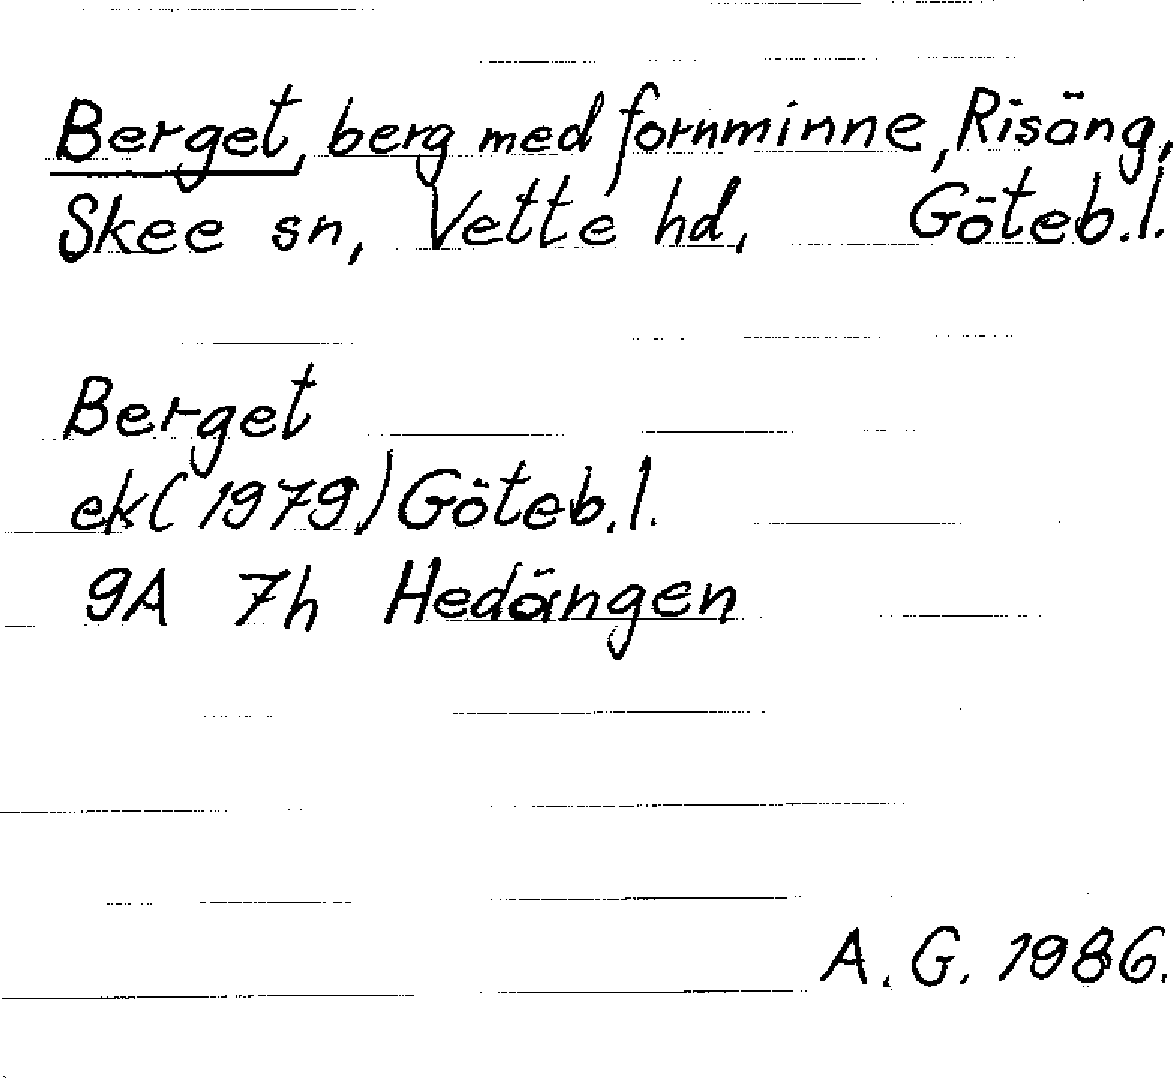 Berget, berg med fornminne, Risäng,
Skee sn, Vette hd, Göteb.l.
Berget
ek(1979) Göteb.l.
9A 7h Hedängen
A.G. 1986.